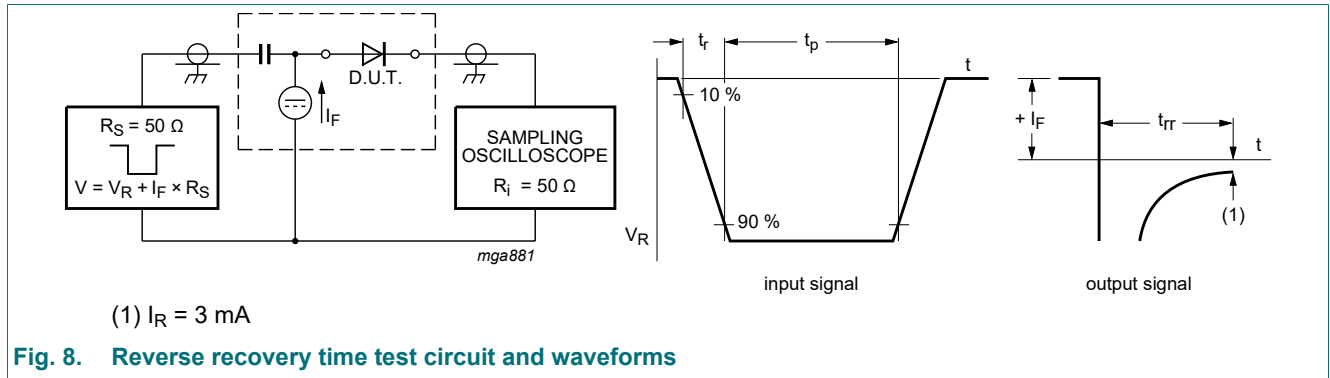 D.U.T.
I_F
R_S = 50 Ω
V = V_R + I_F × R_S
SAMPLING
OSCILLOSCOPE
R_i = 50 Ω
mga881
t_r
t_p
t
10 %
90 %
V_R
input signal
+ I_F
t_rr
t
(1)
output signal
(1) I_R = 3 mA
Fig. 8. Reverse recovery time test circuit and waveforms